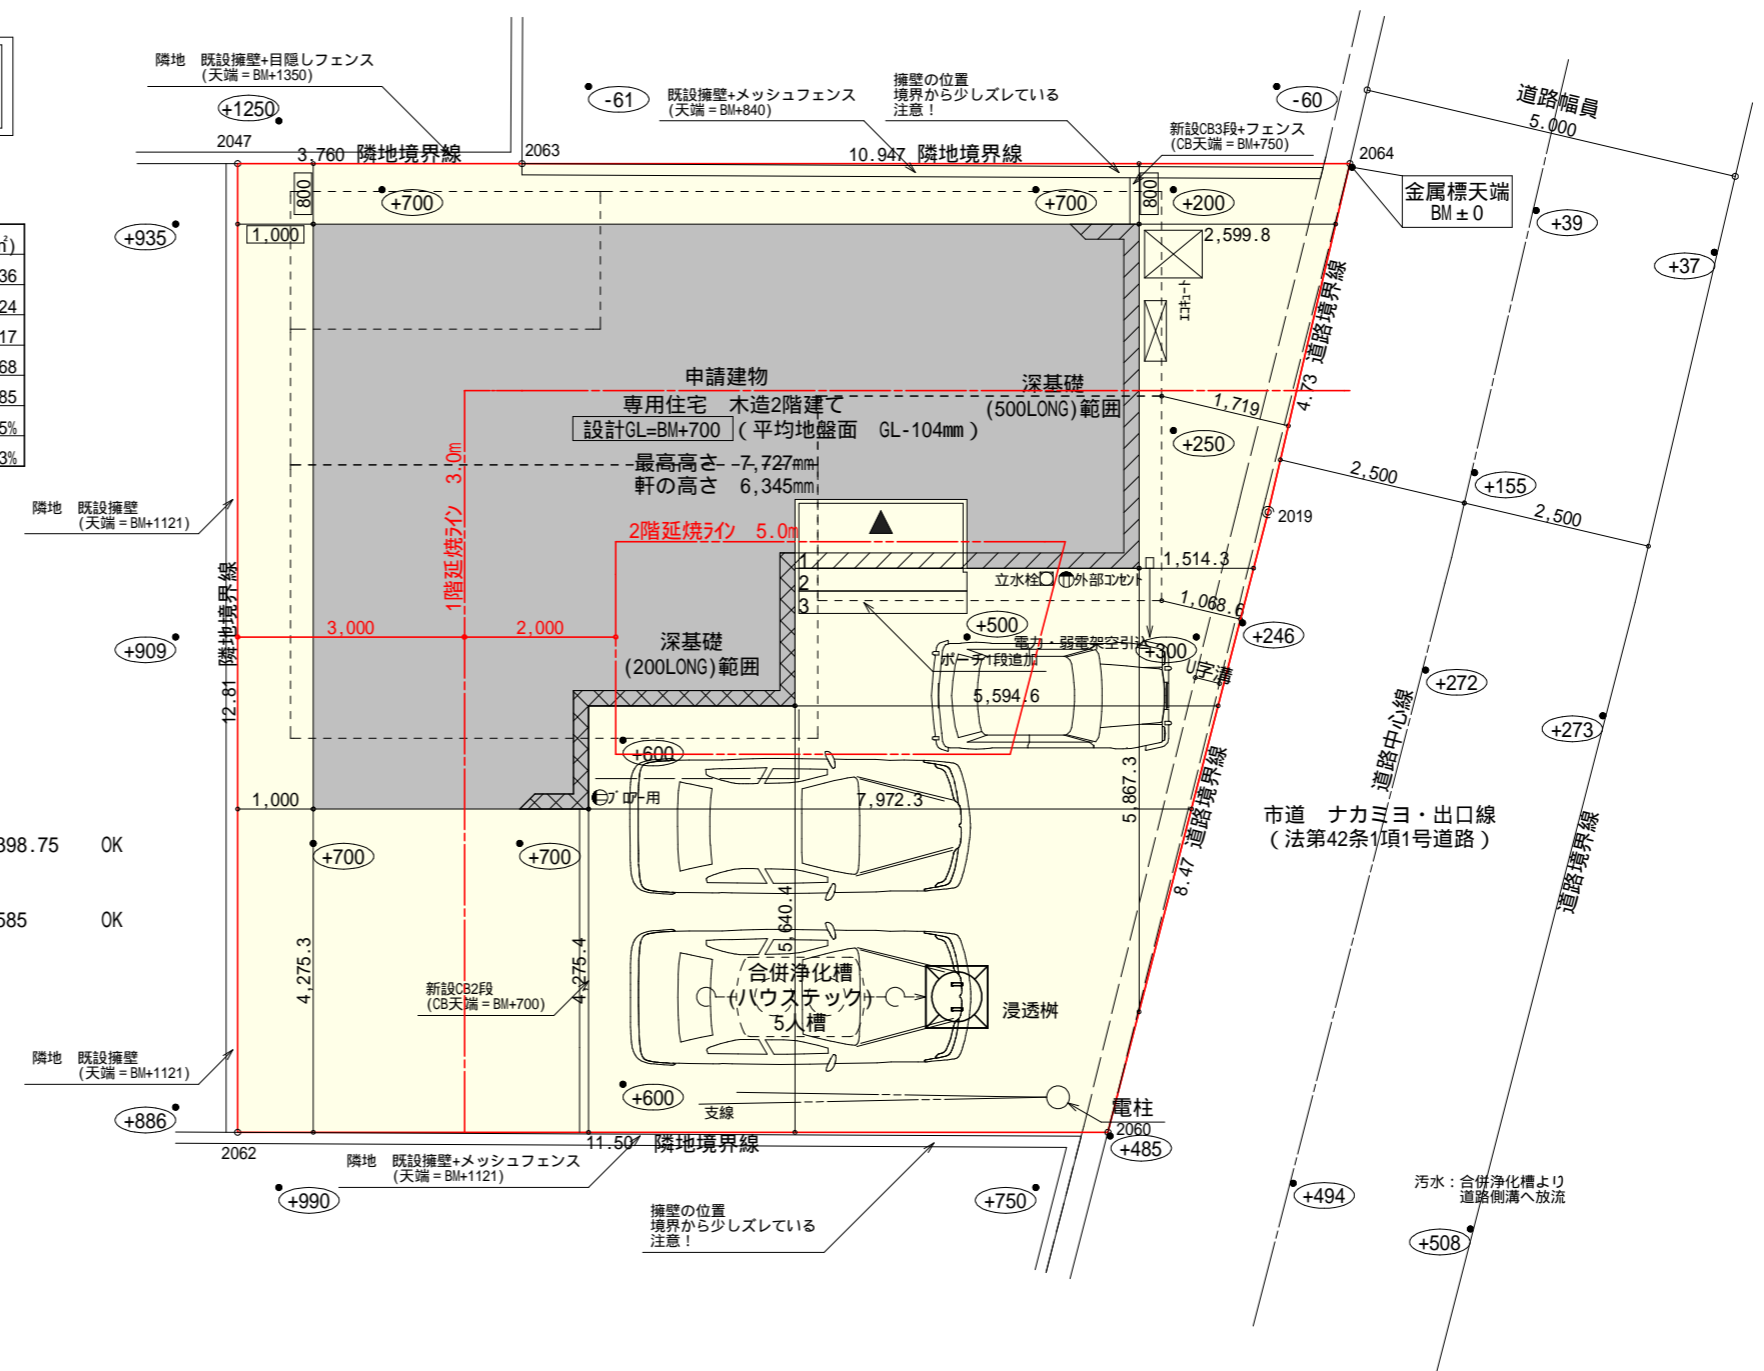 隣地 既設擁壁+目隠しフェンス
(天端=BM+1350)
+1250
-61
既設擁壁+メッシュフェンス
(天端=BM+840)
擁壁の位置
境界から少しズレている
注意！
-60
新設CB3段+フェンス
(CB天端=BM+750)
道路幅員
5.000
2047
3,760 隣地境界線
2063
10.947 隣地境界線
2064
金属標天端
BM±0
800
+700
+700
800
+200
+39
+37
+935
1,000
2,599.8
㎡)
36
24
17
68
85
5%
3%
エコキュート
4.73 道路境界線
申請建物
専用住宅 木造2階建て
設計GL=BM+700 (平均地盤面 GL-104mm)
最高高さ 7,727mm
軒の高さ 6,345mm
深基礎
(500LONG)範囲
1,719
+250
2,500
+155
2,500
2019
隣地 既設擁壁
(天端=BM+1121)
1階延焼ライン 3.0m
2階延焼ライン 5.0m
1
2
3
立水栓
外部コンセント
1,514.3
1,068.6
+246
12.81 隣地境界線
+909
3,000
2,000
深基礎
(200LONG)範囲
+500
電力・弱電架空引込
+300
ポーチ1段追加
U字溝
5,594.6
+272
+273
道路中心線
+600
ブロアー用
1,000
7,972.3
5,867.3
8.47 道路境界線
市道 ナカミヨ・出口線
(法第42条1項1号道路)
道路境界線
898.75 OK
+700
+700
585 OK
4,275.3
4,275.4
5,640.4
新設CB2段
(CB天端=BM+700)
合併浄化槽
(ハウステック)
5人槽
浸透桝
隣地 既設擁壁
(天端=BM+1121)
+886
+600
支線
電柱
2060
+485
2062
11.50 隣地境界線
隣地 既設擁壁+メッシュフェンス
(天端=BM+1121)
+990
擁壁の位置
境界から少しズレている
注意！
+750
+494
汚水：合併浄化槽より
道路側溝へ放流
+508